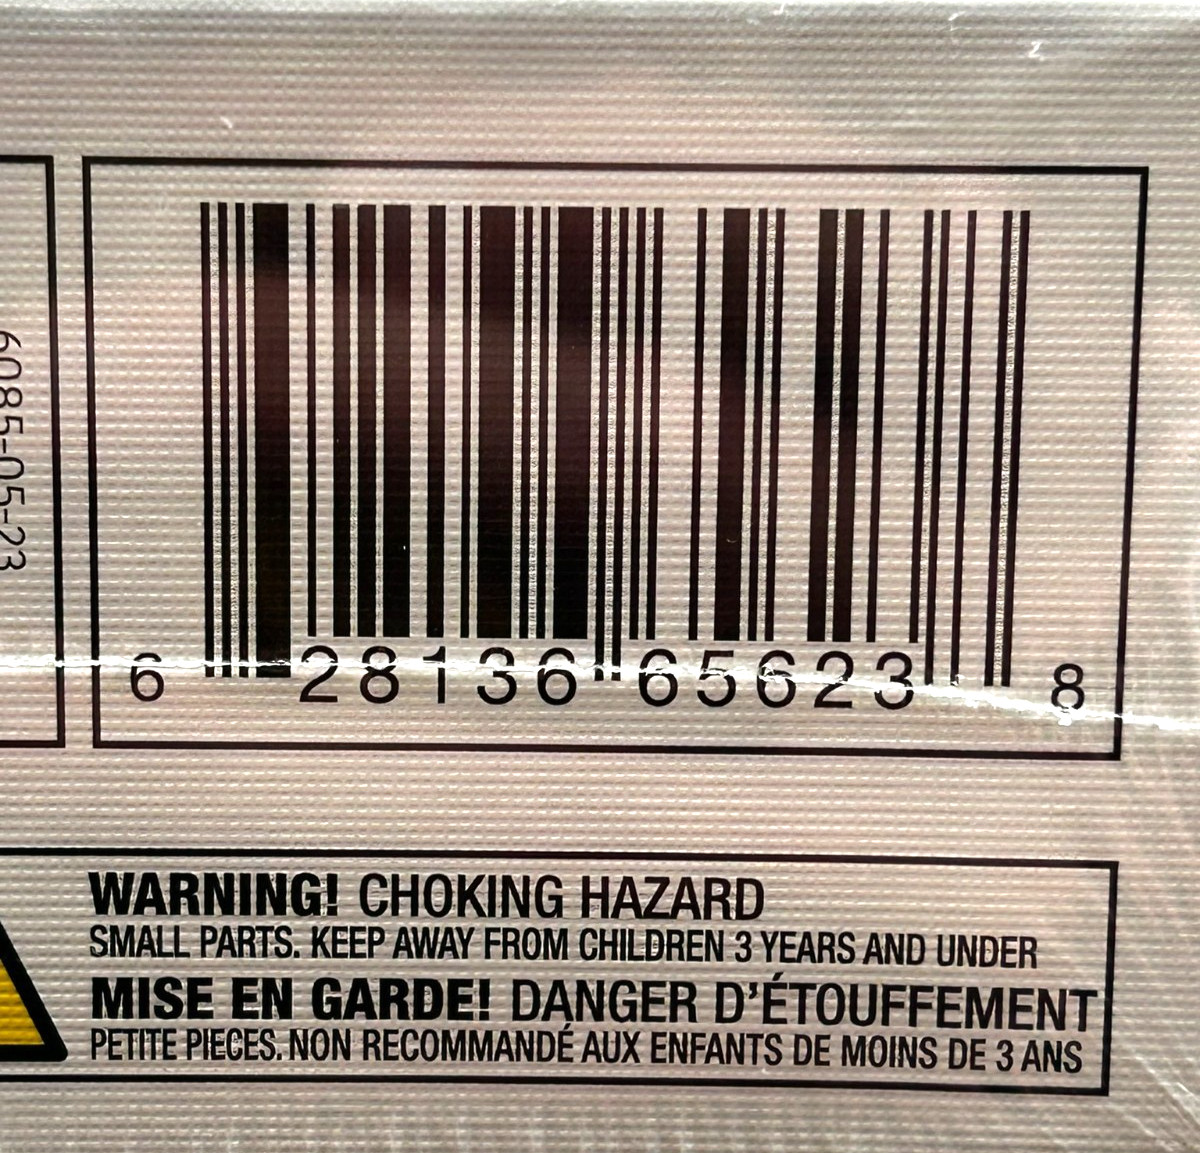 6085-05-23
6 28136 65623 8
WARNING! CHOKING HAZARD
SMALL PARTS. KEEP AWAY FROM CHILDREN 3 YEARS AND UNDER
MISE EN GARDE! DANGER D'ÉTOUFFEMENT
PETITE PIECES. NON RECOMMANDÉ AUX ENFANTS DE MOINS DE 3 ANS